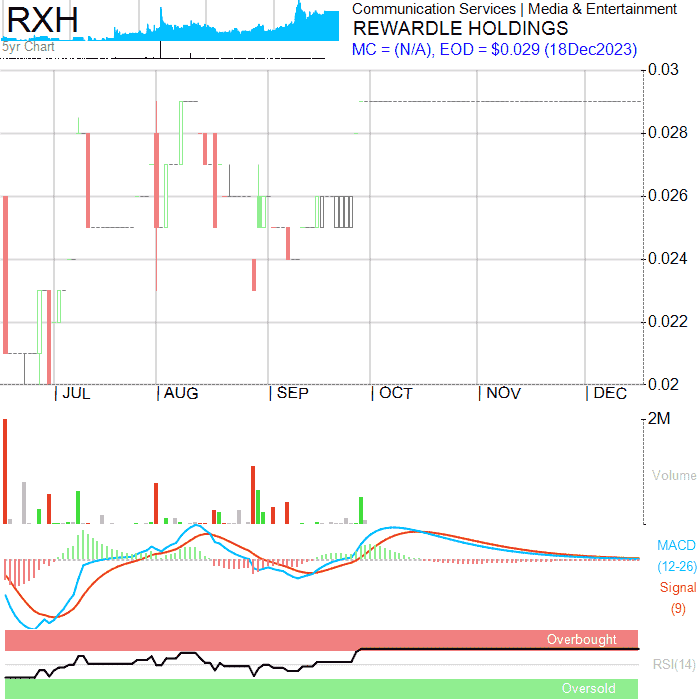 RXH
5yr Chart
Communication Services | Media & Entertainment
REWARDLE HOLDINGS
MC = (N/A), EOD = $0.029 (18Dec2023)
0.03
0.028
0.026
0.024
0.022
0.02
| JUL | AUG | SEP | OCT | NOV | DEC
2M
Volume
MACD
(12-26)
Signal
(9)
Overbought
RSI(14)
Oversold